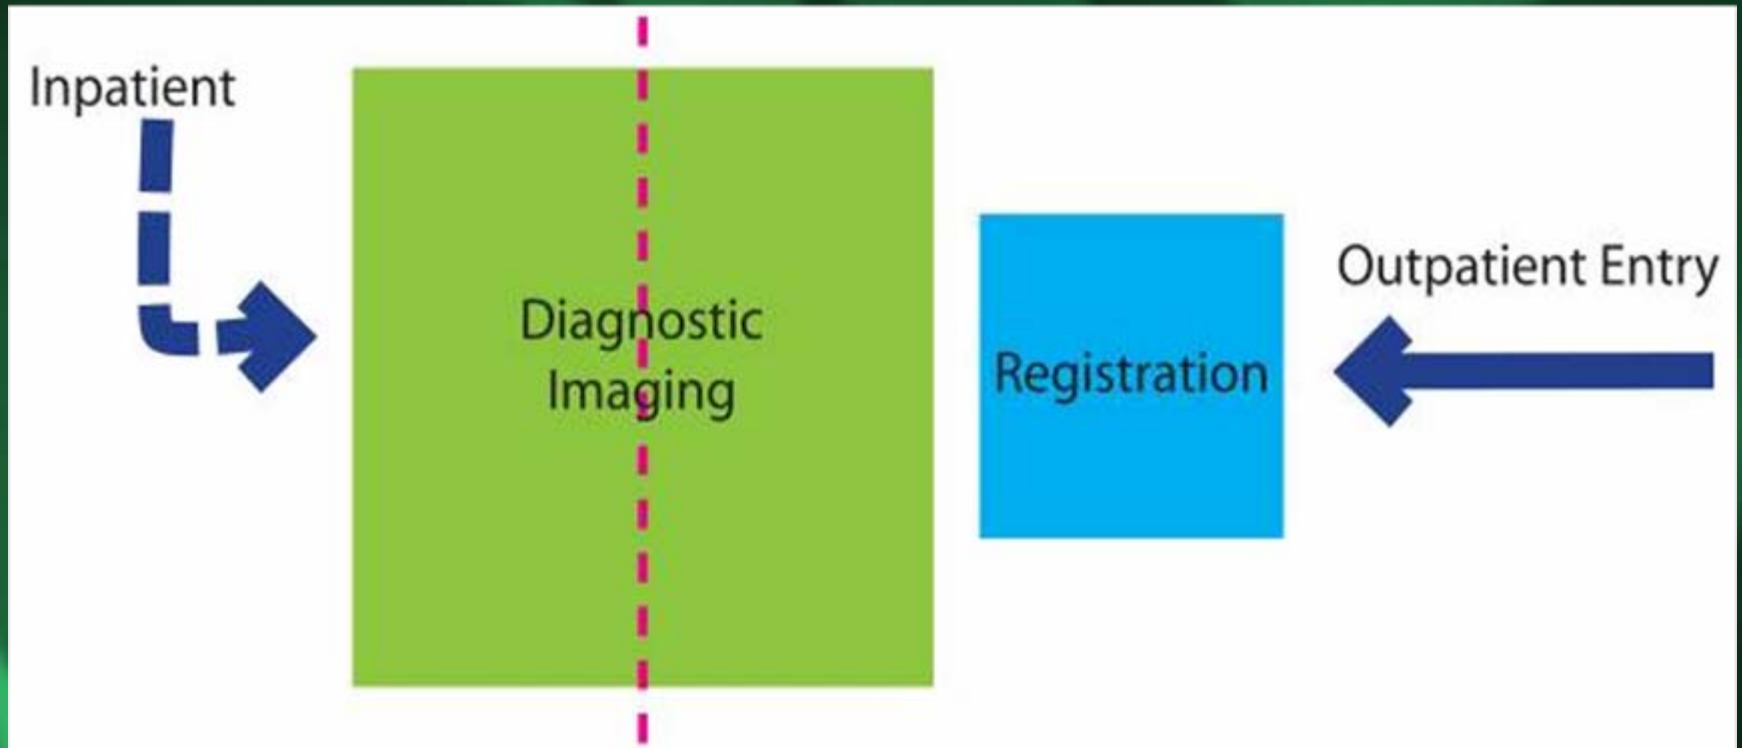 Inpatient
Diagnostic
Imaging
Registration
Outpatient Entry